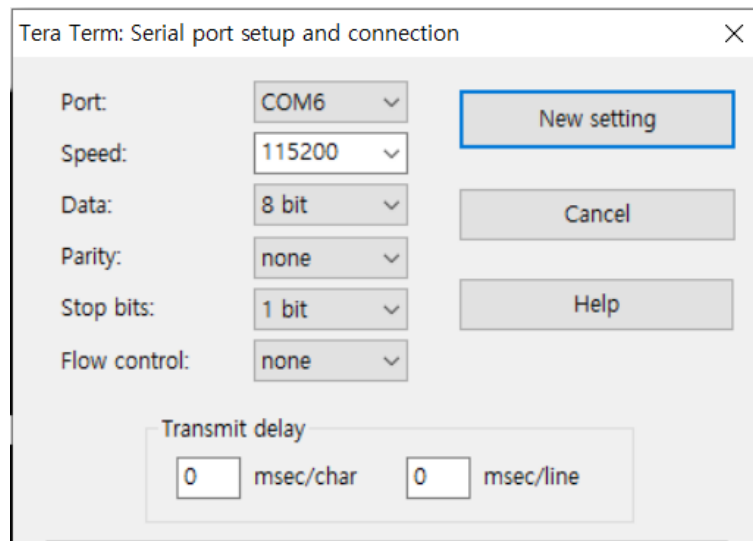 Tera Term: Serial port setup and connection
Port: COM6 New setting
Speed: 115200
Data: 8 bit Cancel
Parity: none
Stop bits: 1 bit Help
Flow control: none
Transmit delay
0 msec/char 0 msec/line